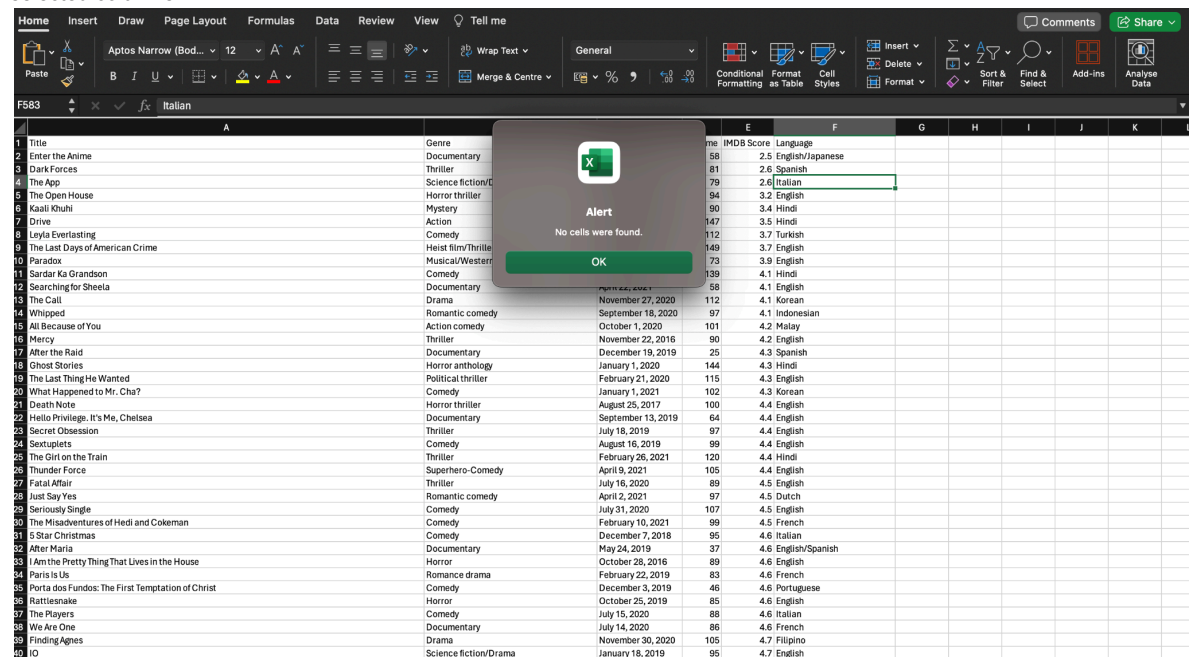 Home Insert Draw Page Layout Formulas Data Review View Tell me Comments Share
Aptos Narrow (Bod... 12 Wrap Text General Insert
Paste B I U Merge & Centre Conditional Formatting Format as Table Cell Styles Delete Format Sort & Filter Find & Select Add-ins Analyse Data
F583 fx Italian
A E F G H I J K
1 Title Genre me IMDB Score Language
2 Enter the Anime Documentary 58 2.5 English/Japanese
3 Dark Forces Thriller 81 2.6 Spanish
4 The App Science fiction/D 79 2.6 Italian
5 The Open House Horror thriller 94 3.2 English
6 Kaali Khuhi Mystery 90 3.4 Hindi
7 Drive Action 147 3.5 Hindi
8 Leyla Everlasting Comedy 112 3.7 Turkish
9 The Last Days of American Crime Heist film/Thrille 149 3.7 English
10 Paradox Musical/Western 73 3.9 English
11 Sardar Ka Grandson Comedy 139 4.1 Hindi
12 Searching for Sheela Documentary April 22, 2021 58 4.1 English
13 The Call Drama November 27, 2020 112 4.1 Korean
14 Whipped Romantic comedy September 18, 2020 97 4.1 Indonesian
15 All Because of You Action comedy October 1, 2020 101 4.2 Malay
16 Mercy Thriller November 22, 2016 90 4.2 English
17 After the Raid Documentary December 19, 2019 25 4.3 Spanish
18 Ghost Stories Horror anthology January 1, 2020 144 4.3 Hindi
19 The Last Thing He Wanted Political thriller February 21, 2020 115 4.3 English
20 What Happened to Mr. Cha? Comedy January 1, 2021 102 4.3 Korean
21 Death Note Horror thriller August 25, 2017 100 4.4 English
22 Hello Privilege. It's Me, Chelsea Documentary September 13, 2019 64 4.4 English
23 Secret Obsession Thriller July 18, 2019 97 4.4 English
24 Sextuplets Comedy August 16, 2019 99 4.4 English
25 The Girl on the Train Thriller February 26, 2021 120 4.4 Hindi
26 Thunder Force Superhero-Comedy April 9, 2021 105 4.4 English
27 Fatal Affair Thriller July 16, 2020 89 4.5 English
28 Just Say Yes Romantic comedy April 2, 2021 97 4.5 Dutch
29 Seriously Single Comedy July 31, 2020 107 4.5 English
30 The Misadventures of Hedi and Cokeman Comedy February 10, 2021 99 4.5 French
31 5 Star Christmas Comedy December 7, 2018 95 4.6 Italian
32 After Maria Documentary May 24, 2019 37 4.6 English/Spanish
33 I Am the Pretty Thing That Lives in the House Horror October 28, 2016 89 4.6 English
34 Paris Is Us Romance drama February 22, 2019 83 4.6 French
35 Porta dos Fundos: The First Temptation of Christ Comedy December 3, 2019 46 4.6 Portuguese
36 Rattlesnake Horror October 25, 2019 85 4.6 English
37 The Players Comedy July 15, 2020 88 4.6 Italian
38 We Are One Documentary July 14, 2020 86 4.6 French
39 Finding Agnes Drama November 30, 2020 105 4.7 Filipino
40 IO Science fiction/Drama January 18, 2019 95 4.7 English
Alert
No cells were found.
OK